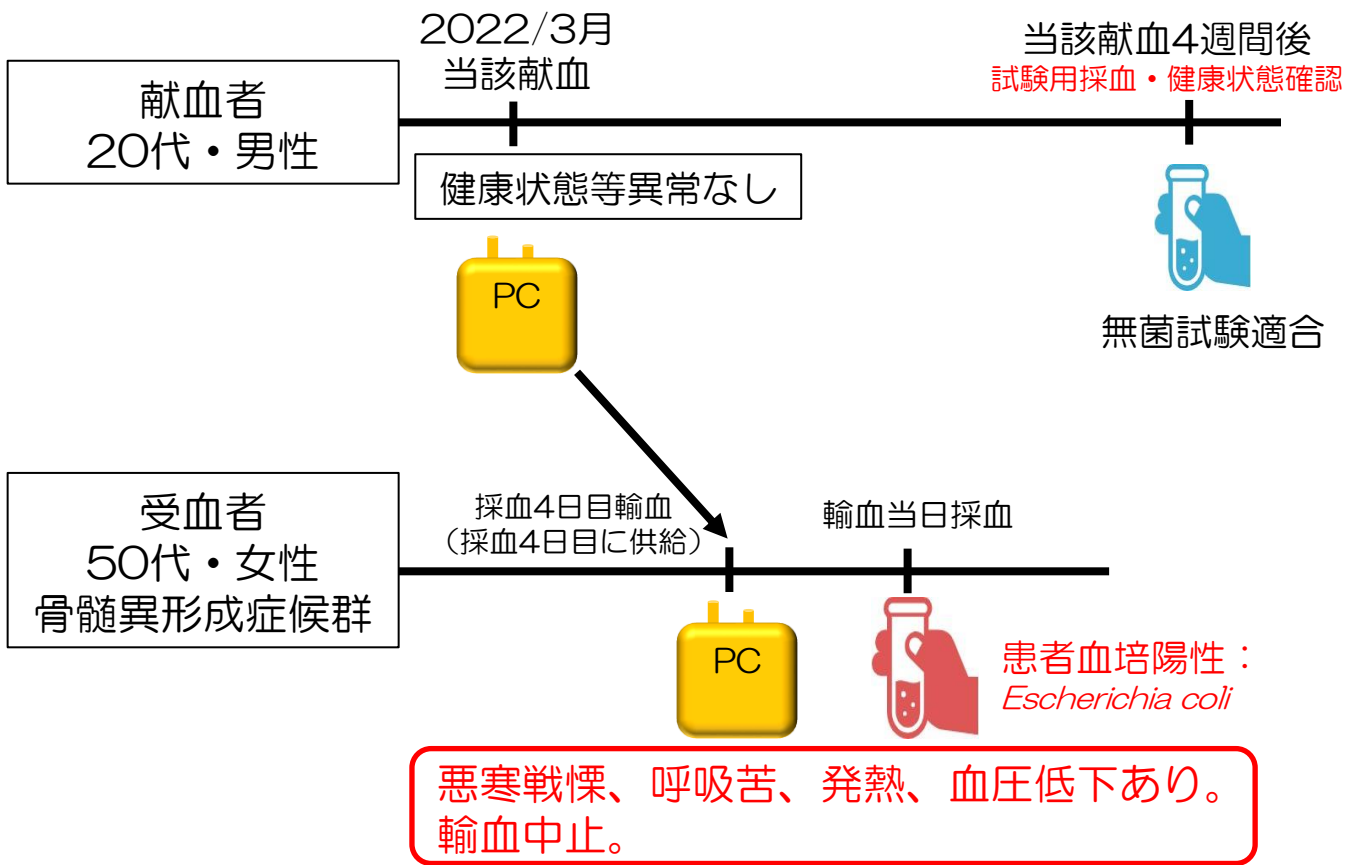 献血者
20代・男性
2022/3月
当該献血
健康状態等異常なし
当該献血4週間後
試験用採血・健康状態確認
PC
無菌試験適合
受血者
50代・女性
骨髄異形成症候群
採血4日目輸血
（採血4日目に供給）
輸血当日採血
PC
患者血培陽性：
Escherichia coli
悪寒戦慄、呼吸苦、発熱、血圧低下あり。
輸血中止。